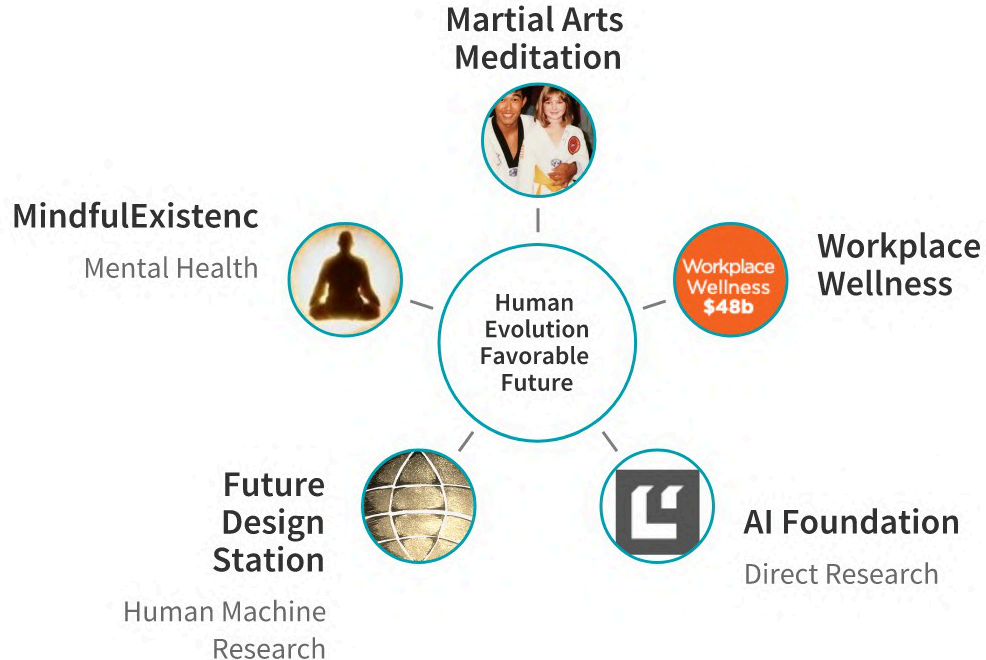 Martial Arts
Meditation
MindfulExistenc
Mental Health
Workplace
Wellness
$48b
Workplace
Wellness
Human
Evolution
Favorable
Future
Future
Design
Station
Human Machine
Research
AI Foundation
Direct Research